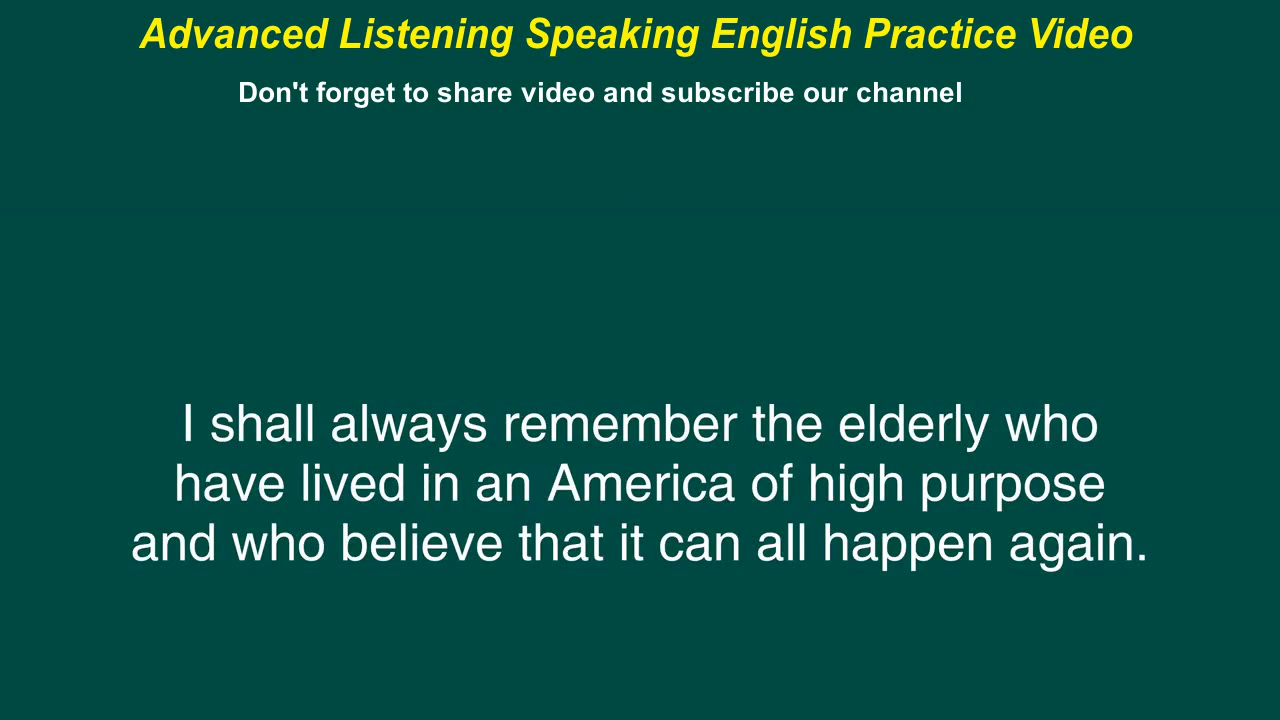 Advanced Listening Speaking English Practice Video
Don't forget to share video and subscribe our channel
I shall always remember the elderly who
have lived in an America of high purpose
and who believe that it can all happen again.